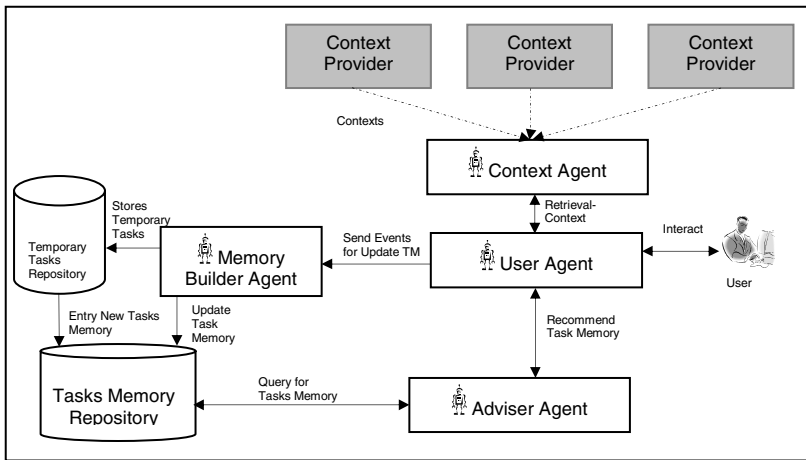 Context
Provider
Context
Provider
Context
Provider
Contexts
Context Agent
Retrieval-
Context
Stores
Temporary
Tasks
Temporary
Tasks
Repository
Memory
Builder Agent
Send Events
for Update TM
User Agent
Interact
User
Entry New Tasks
Memory
Update
Task
Memory
Recommend
Task Memory
Tasks Memory
Repository
Query for
Tasks Memory
Adviser Agent